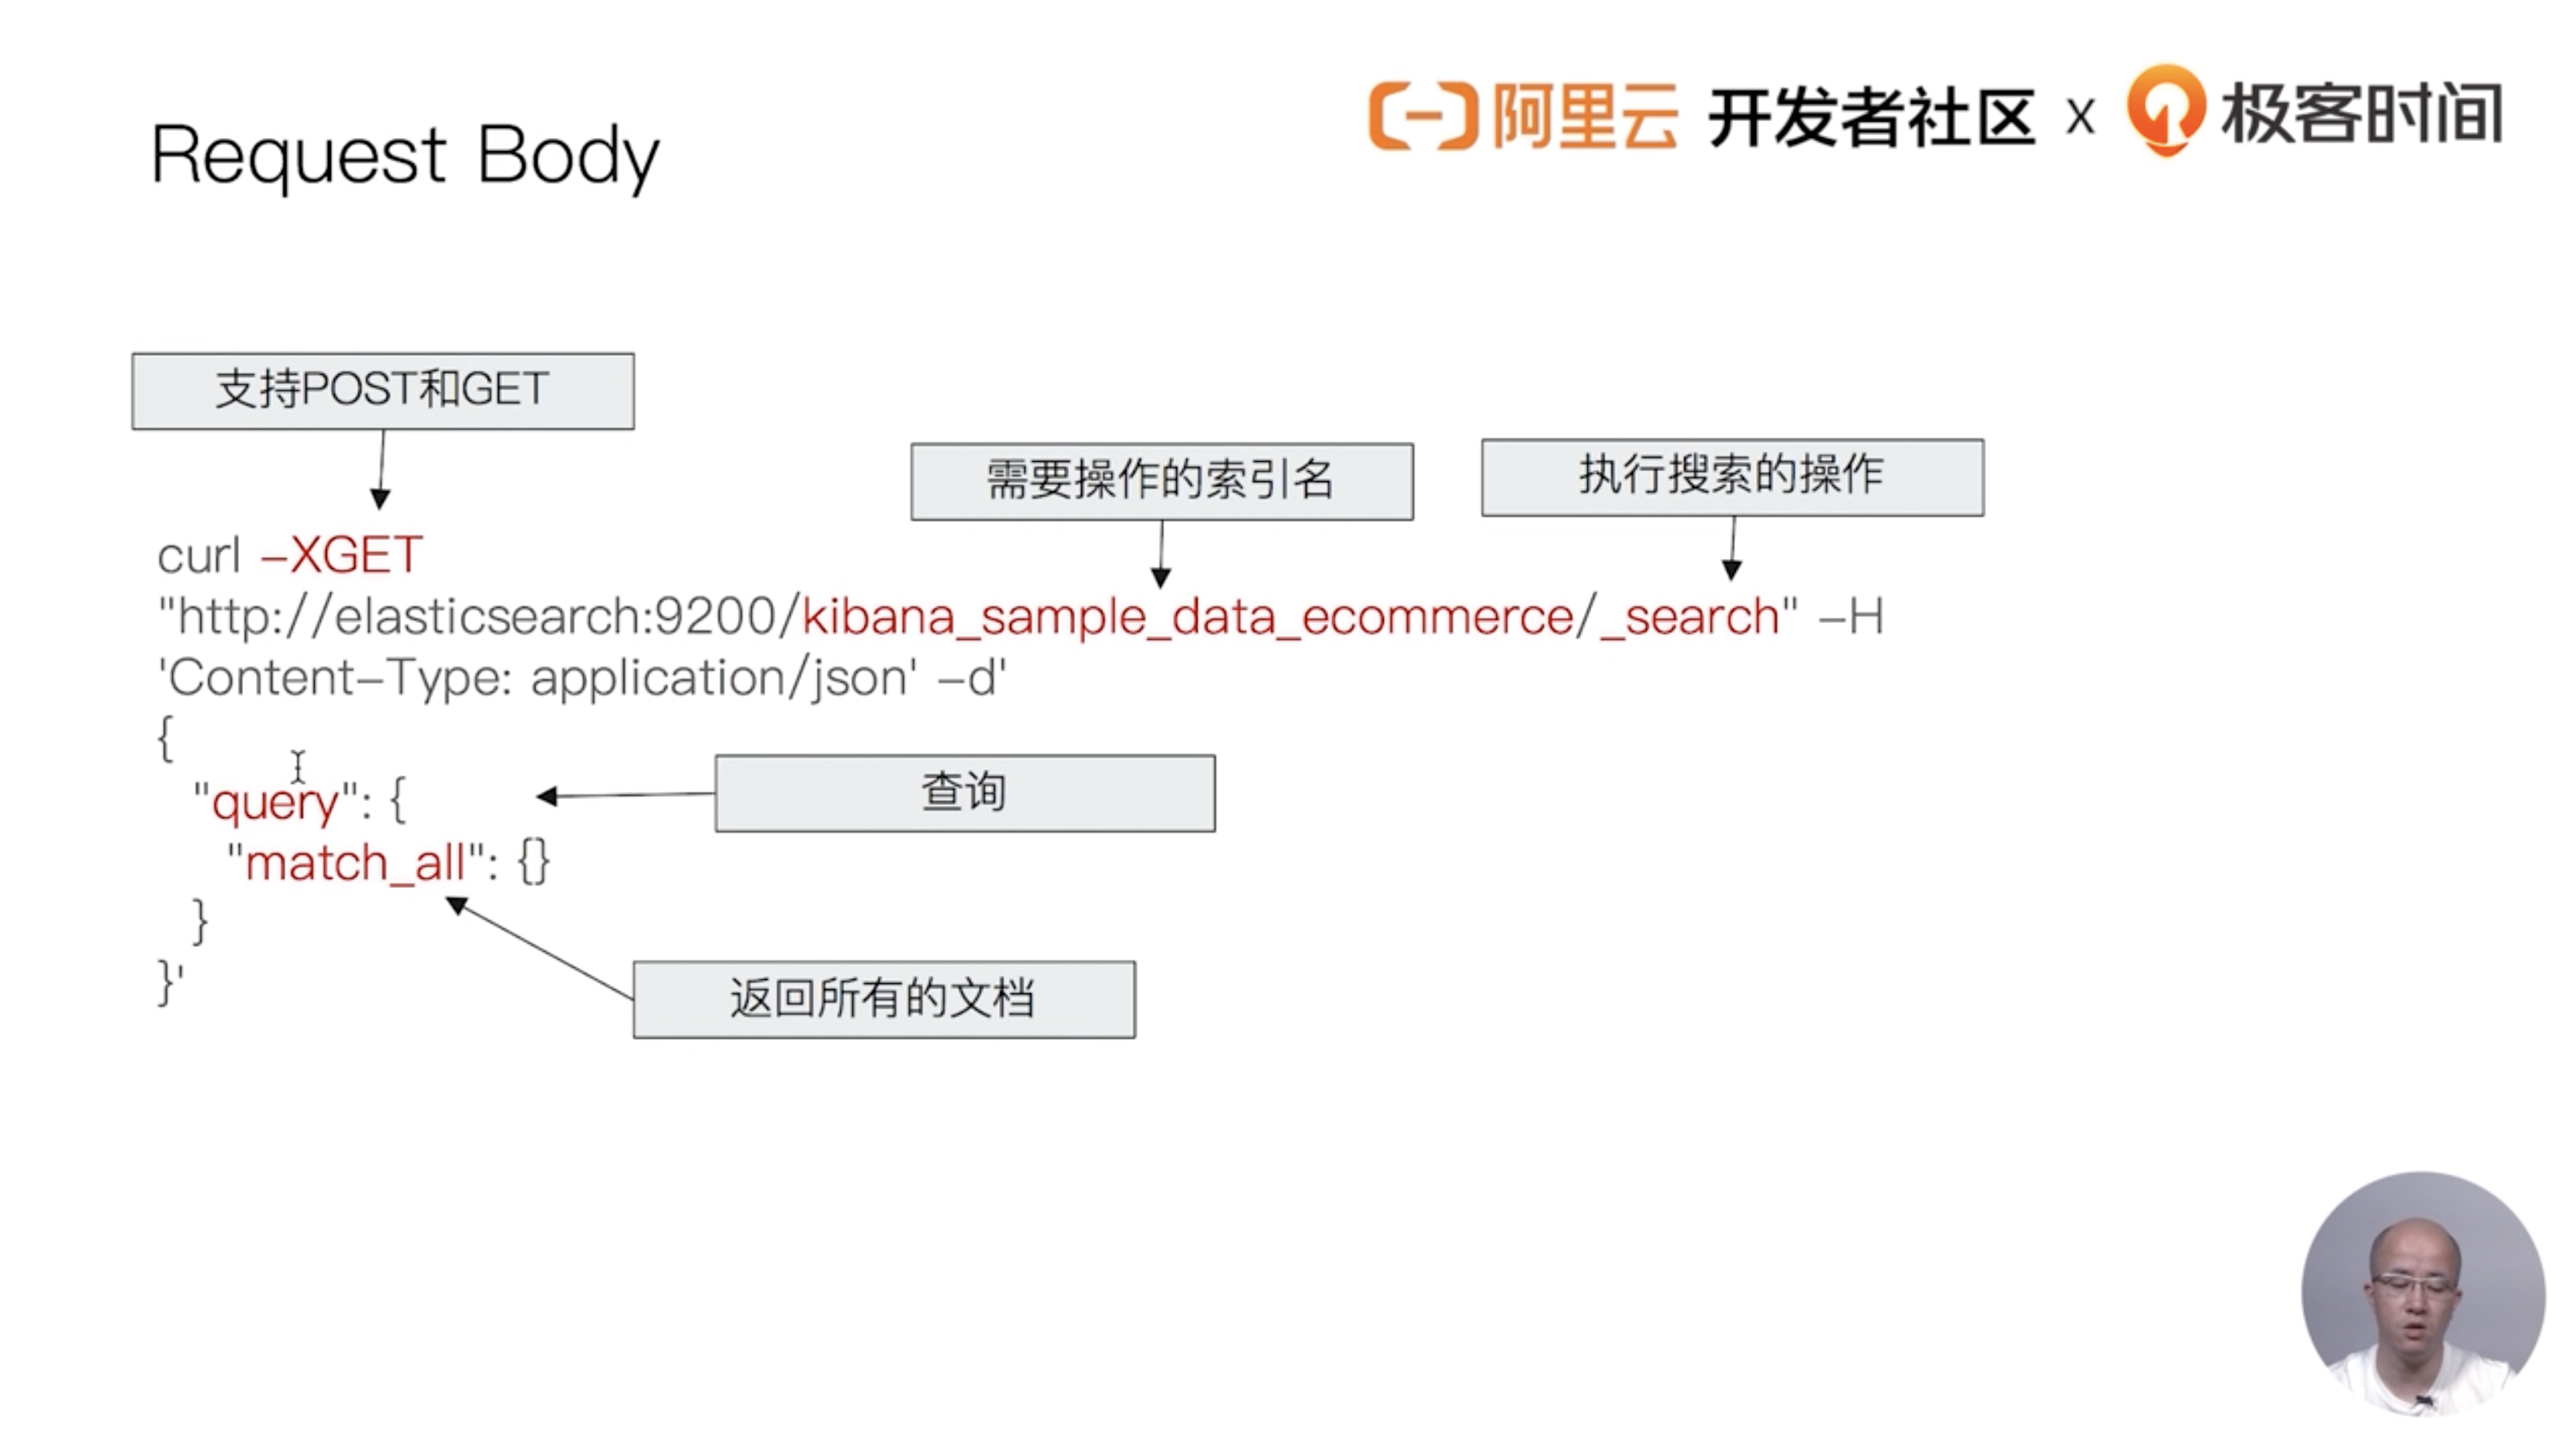 阿里云 开发者社区 x 极客时间
Request Body
支持POST和GET
需要操作的索引名
执行搜索的操作
curl -XGET
"http://elasticsearch:9200/kibana_sample_data_ecommerce/_search" -H
'Content-Type: application/json' -d'
{
"query": {
查询
"match_all": {}
}
}'
返回所有的文档